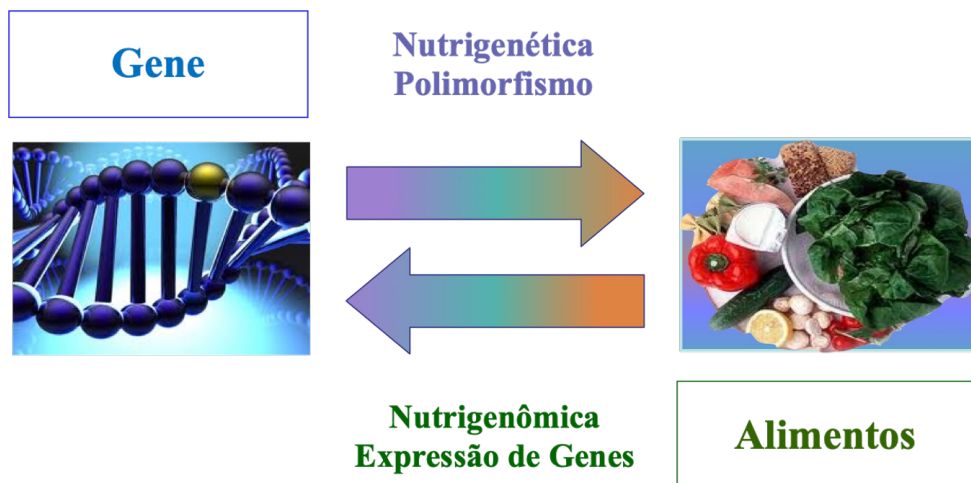 Gene
Nutrigenética
Polimorfismo
Nutrigenômica
Expressão de Genes
Alimentos